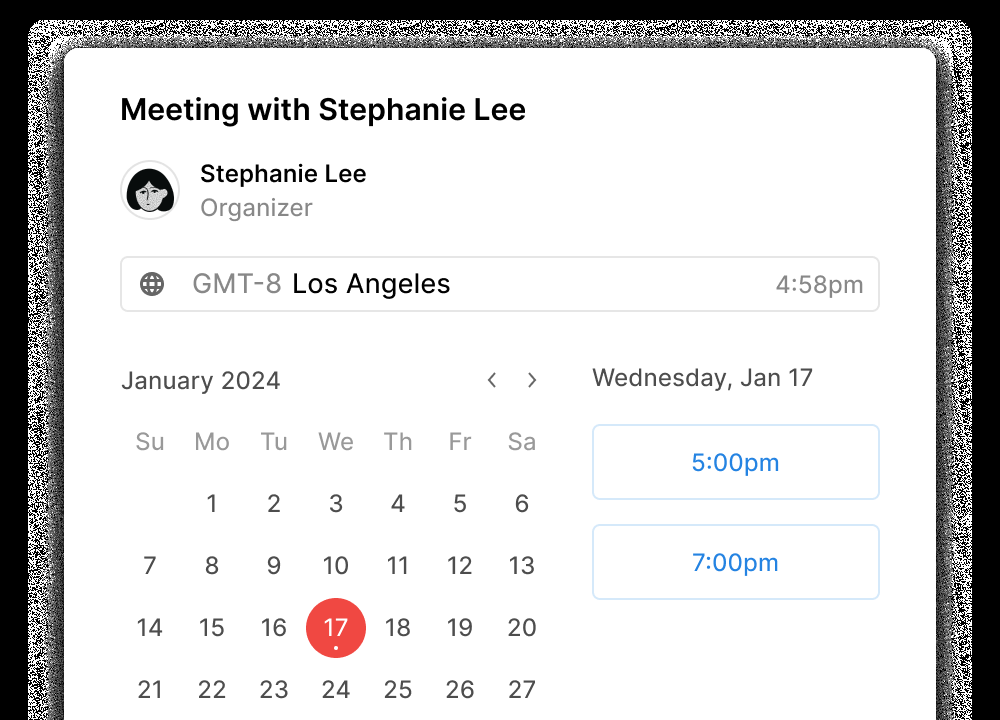 Meeting with Stephanie Lee
Stephanie Lee
Organizer
GMT-8 Los Angeles 4:58pm
January 2024
Su Mo Tu We Th Fr Sa
1 2 3 4 5 6
7 8 9 10 11 12 13
14 15 16 17 18 19 20
21 22 23 24 25 26 27
Wednesday, Jan 17
5:00pm
7:00pm